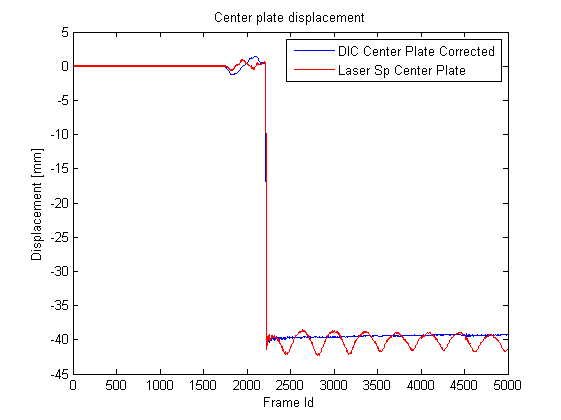 Center plate displacement
DIC Center Plate Corrected
Laser Sp Center Plate
5
0
-5
-10
-15
-20
-25
-30
-35
-40
-45
Displacement [mm]
0 500 1000 1500 2000 2500 3000 3500 4000 4500 5000
Frame Id